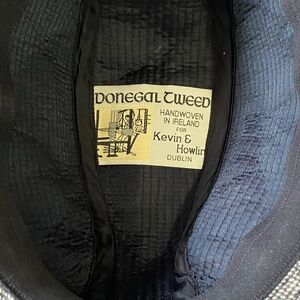 DONEGAL TWEED
HANDWOVEN
IN IRELAND
FOR
Kevin &
Howlin
DUBLIN